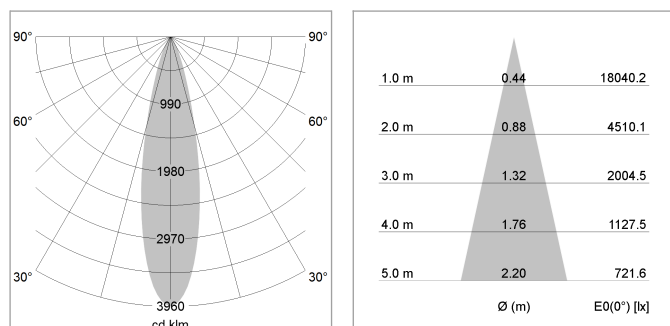 90° 90°
990
60° 60°
1980
2970
30° 30°
3960
cd klm
1.0 m 0.44 18040.2
2.0 m 0.88 4510.1
3.0 m 1.32 2004.5
4.0 m 1.76 1127.5
5.0 m 2.20 721.6
Ø (m) E0(0°) [lx]